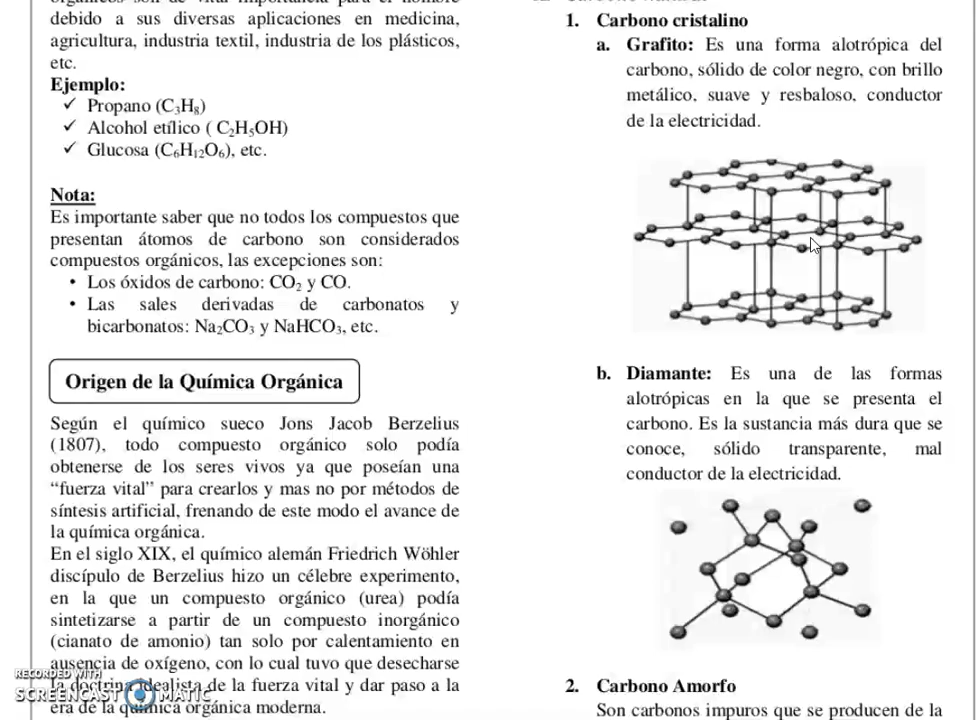 debido a sus diversas aplicaciones en medicina,
agricultura, industria textil, industria de los plásticos,
etc.
Ejemplo:
✓ Propano (C₃H₈)
✓ Alcohol etílico ( C₂H₅OH)
✓ Glucosa (C₆H₁₂O₆), etc.
Nota:
Es importante saber que no todos los compuestos que
presentan átomos de carbono son considerados
compuestos orgánicos, las excepciones son:
• Los óxidos de carbono: CO₂ y CO.
• Las sales derivadas de carbonatos y
bicarbonatos: Na₂CO₃ y NaHCO₃, etc.
Origen de la Química Orgánica
Según el químico sueco Jons Jacob Berzelius
(1807), todo compuesto orgánico solo podía
obtenerse de los seres vivos ya que poseían una
“fuerza vital” para crearlos y mas no por métodos de
síntesis artificial, frenando de este modo el avance de
la química orgánica.
En el siglo XIX, el químico alemán Friedrich Wöhler
discípulo de Berzelius hizo un célebre experimento,
en la que un compuesto orgánico (urea) podía
sintetizarse a partir de un compuesto inorgánico
(cianato de amonio) tan solo por calentamiento en
ausencia de oxígeno, con lo cual tuvo que desecharse
la doctrina idealista de la fuerza vital y dar paso a la
era de la química orgánica moderna.
1. Carbono cristalino
a. Grafito: Es una forma alotrópica del
carbono, sólido de color negro, con brillo
metálico, suave y resbaloso, conductor
de la electricidad.
b. Diamante: Es una de las formas
alotrópicas en la que se presenta el
carbono. Es la sustancia más dura que se
conoce, sólido transparente, mal
conductor de la electricidad.
2. Carbono Amorfo
Son carbonos impuros que se producen de la
RECORDED WITH
SCREENCAST MATIC